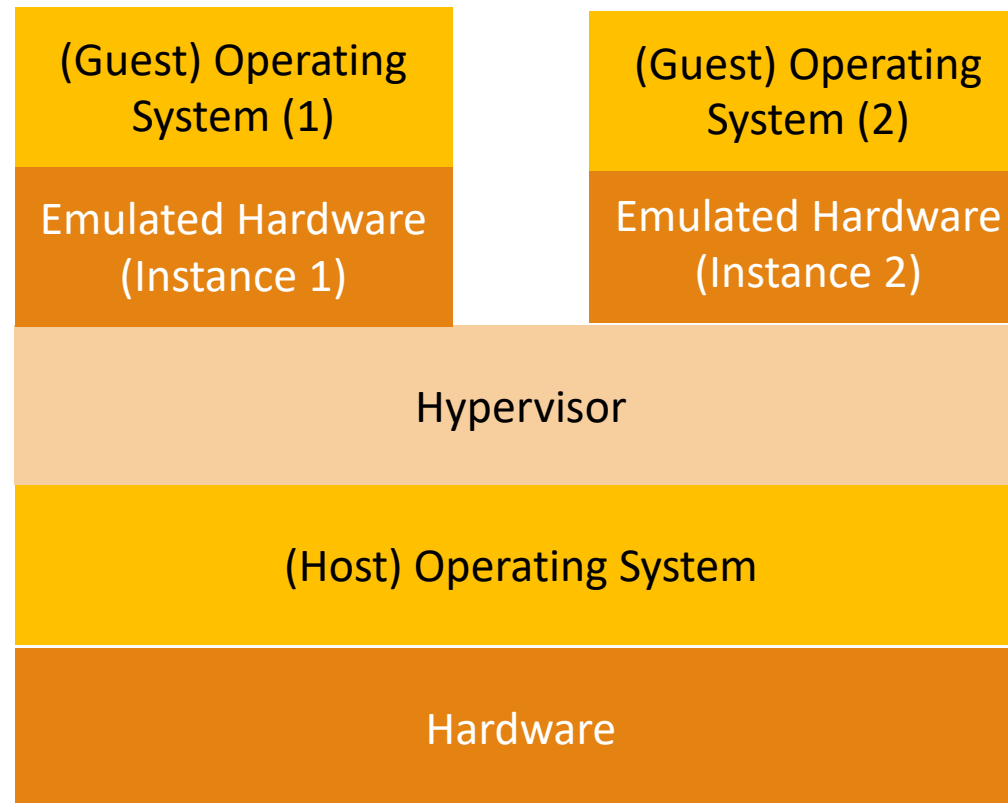 (Guest) Operating
System (1)
(Guest) Operating
System (2)
Emulated Hardware
(Instance 1)
Emulated Hardware
(Instance 2)
Hypervisor
(Host) Operating System
Hardware